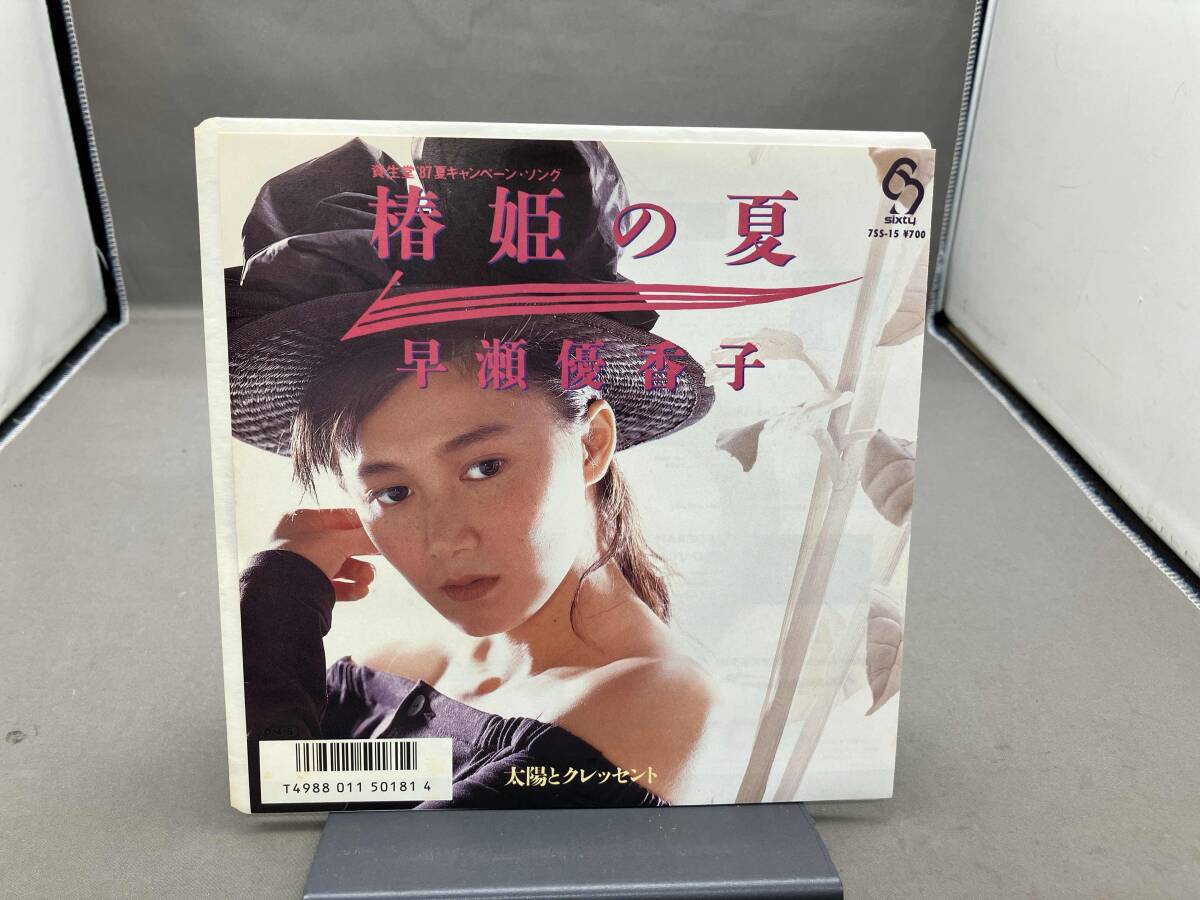 資生堂'87夏キャンペーン・ソング
椿姫の夏
早瀬優香子
sixty
7SS-15 ¥700
太陽とクレッセント
T4988 011 50181 4